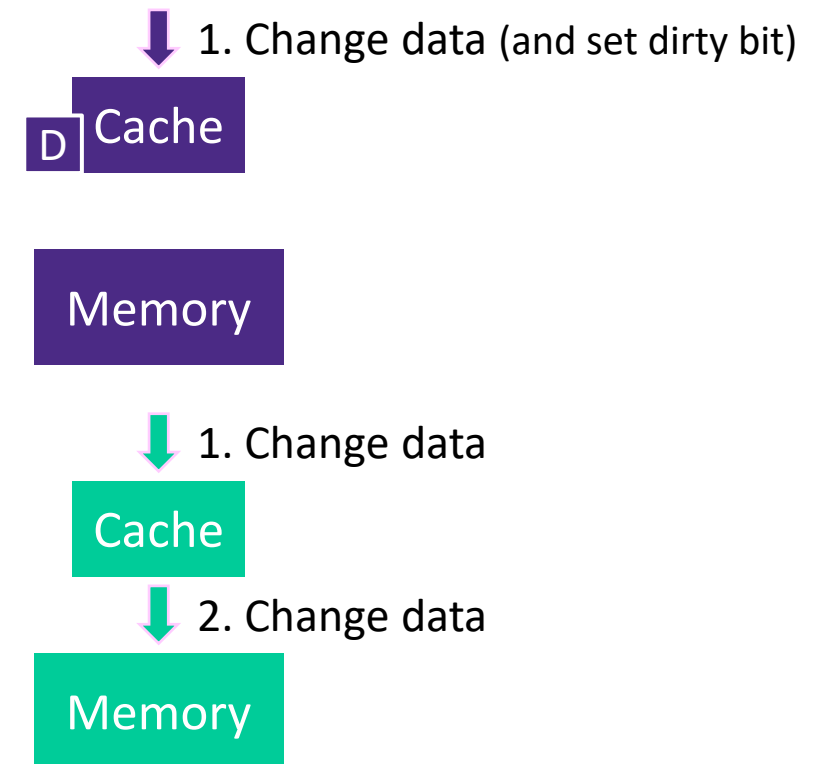 1. Change data (and set dirty bit)
Cache
D
Memory
1. Change data
Cache
2. Change data
Memory